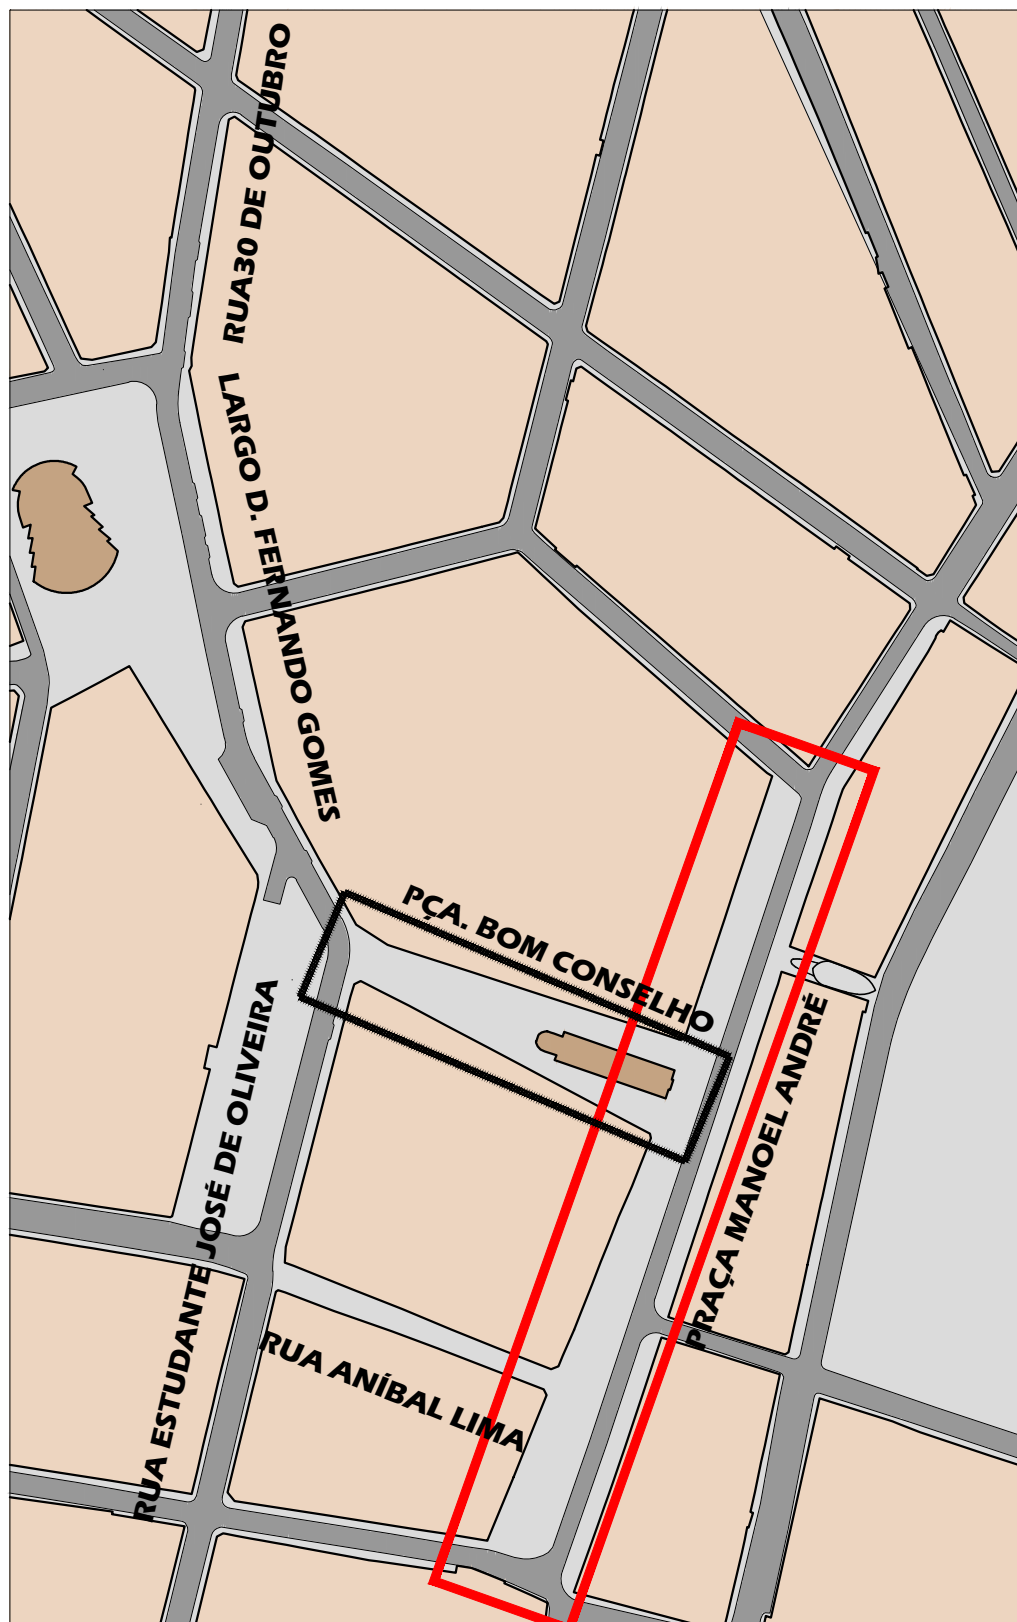 RUA30 DE OUTUBRO
LARGO D. FERNANDO GOMES
PÇA. BOM CONSELHO
RUA ESTUDANTE JOSÉ DE OLIVEIRA
PRAÇA MANOEL ANDRÉ
RUA ANÍBAL LIMA